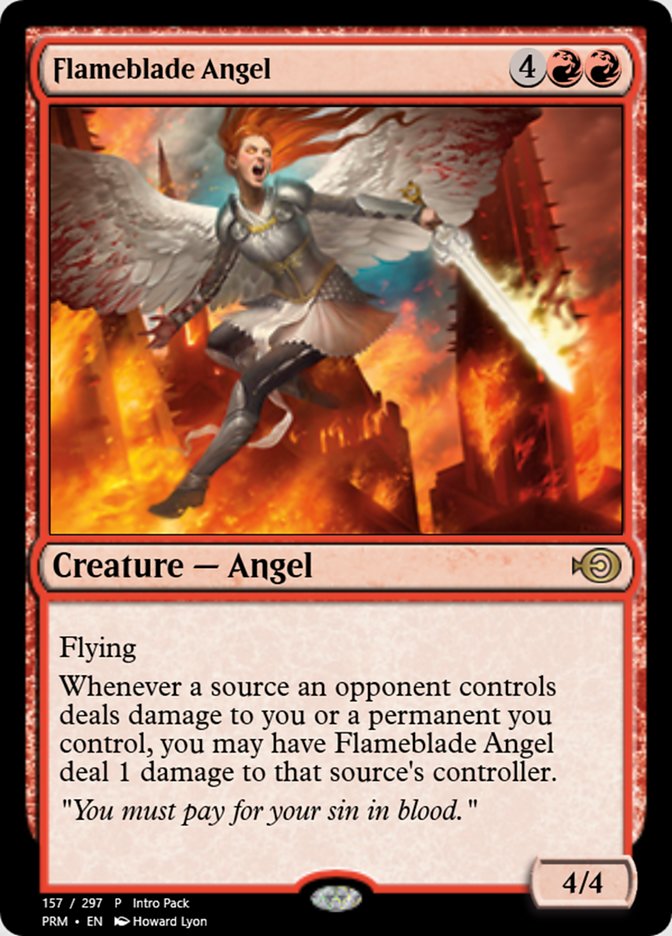 Flameblade Angel 4
Creature — Angel
Flying
Whenever a source an opponent controls
deals damage to you or a permanent you
control, you may have Flameblade Angel
deal 1 damage to that source's controller.
"You must pay for your sin in blood."
4/4
157 / 297 P Intro Pack
PRM • EN Howard Lyon